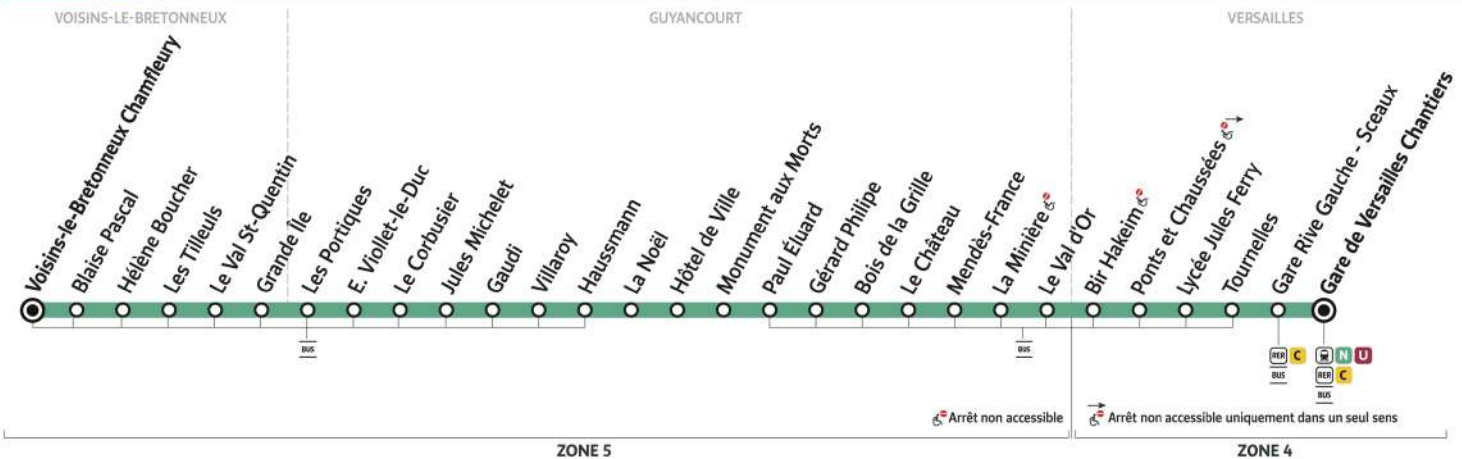 VOISINS-LE-BRETONNEUX
GUYANCOURT
VERSAILLES
Voisins-le-Bretonneux Chamfleury
Blaise Pascal
Hélène Boucher
Les Tilleuls
Le Val St-Quentin
Grande Île
Les Portiques
E. Viollet-le-Duc
Le Corbusier
Jules Michelet
Gaudi
Villaroy
Haussmann
La Noël
Hôtel de Ville
Monument aux Morts
Paul Éluard
Gérard Philipe
Bois de la Grille
Le Château
Mendès-France
La Minière
Le Val d'Or
Bir Hakeim
Ponts et Chaussées
Lycée Jules Ferry
Tournelles
Gare Rive Gauche - Sceaux
Gare de Versailles Chantiers
BUS
BUS
RER C
BUS
N U
RER C
BUS
Arrêt non accessible
Arrêt non accessible uniquement dans un seul sens
ZONE 5
ZONE 4